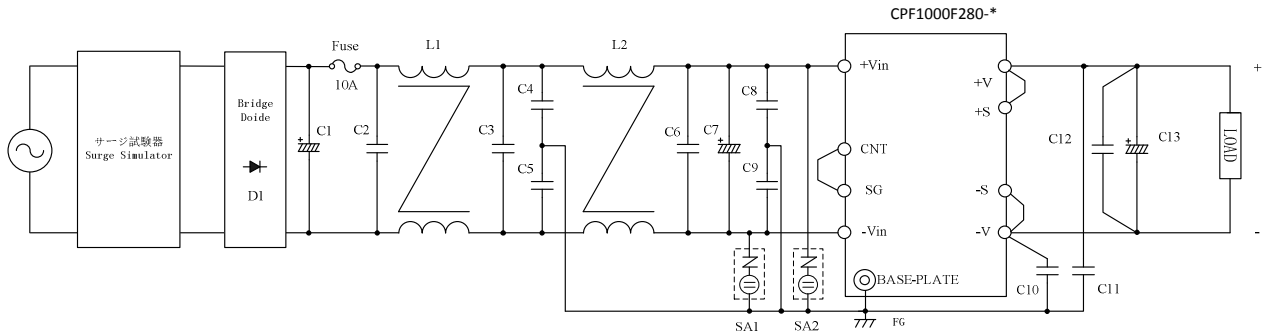 CPF1000F280-*
Fuse
10A
L1
L2
+Vin
+V
+S
CNT
SG
-S
-V
-Vin
BASE-PLATE
FG
サージ試験器
Surge Simulator
Bridge
Doide
D1
C1
C2
C3
C4
C5
C6
C7
C8
C9
C10
C11
C12
C13
SA1
SA2
LOAD
+
-